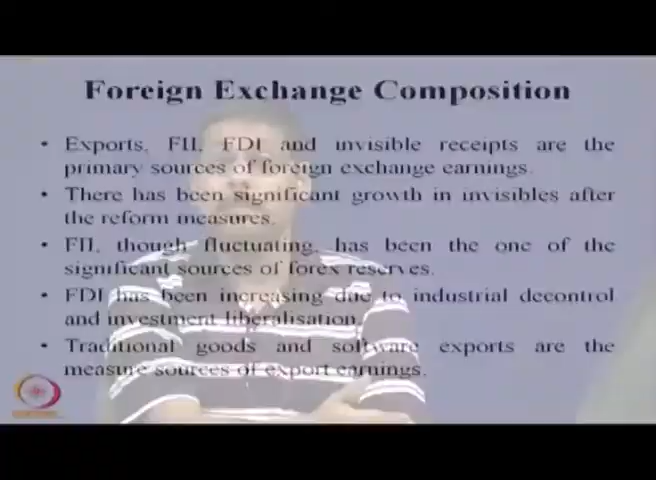 Foreign Exchange Composition
• Exports, FII, FDI and invisible receipts are the
primary sources of foreign exchange earnings.
• There has been significant growth in invisibles after
the reform measures.
• FII, though fluctuating, has been the one of the
significant sources of forex reserves.
• FDI has been increasing due to industrial decontrol
and investment liberalisation.
• Traditional goods and software exports are the
measure sources of export earnings.